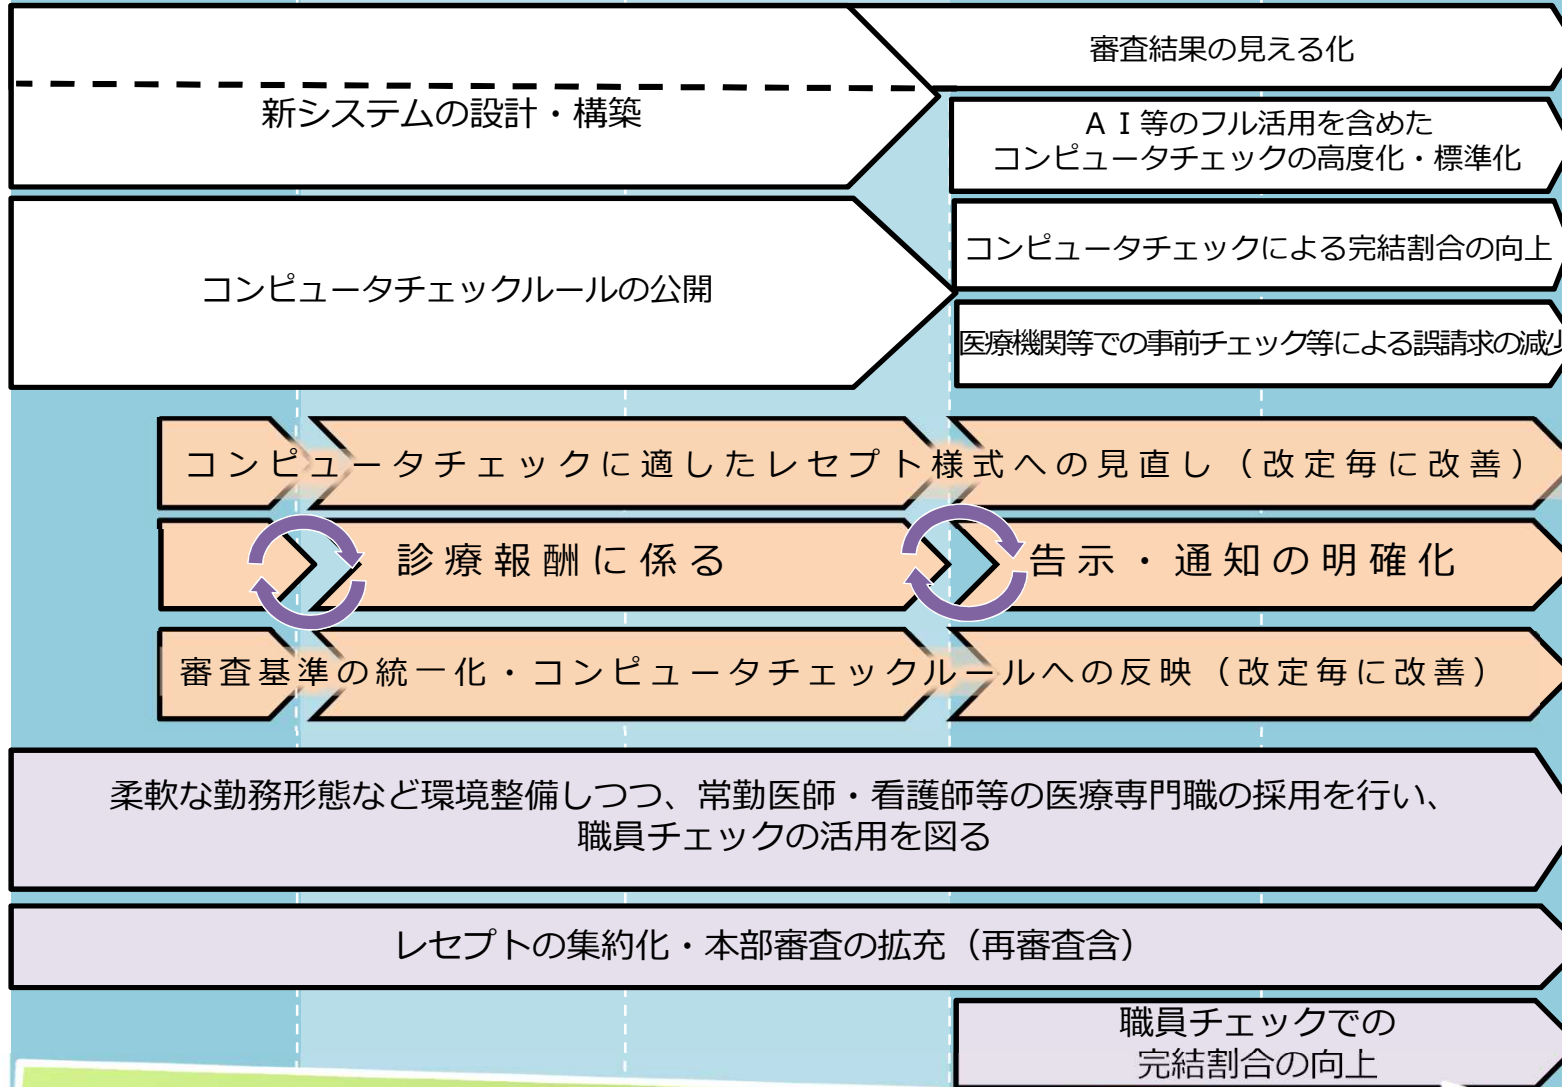 審査結果の見える化
新システムの設計・構築
ＡＩ等のフル活用を含めた
コンピュータチェックの高度化・標準化
コンピュータチェックによる完結割合の向上
コンピュータチェックルールの公開
医療機関等での事前チェック等による誤請求の減少
コンピュータチェックに適したレセプト様式への見直し（改定毎に改善）
診療報酬に係る 告示・通知の明確化
審査基準の統一化・コンピュータチェックルールへの反映（改定毎に改善）
柔軟な勤務形態など環境整備しつつ、常勤医師・看護師等の医療専門職の採用を行い、
職員チェックの活用を図る
レセプトの集約化・本部審査の拡充（再審査含）
職員チェックでの
完結割合の向上